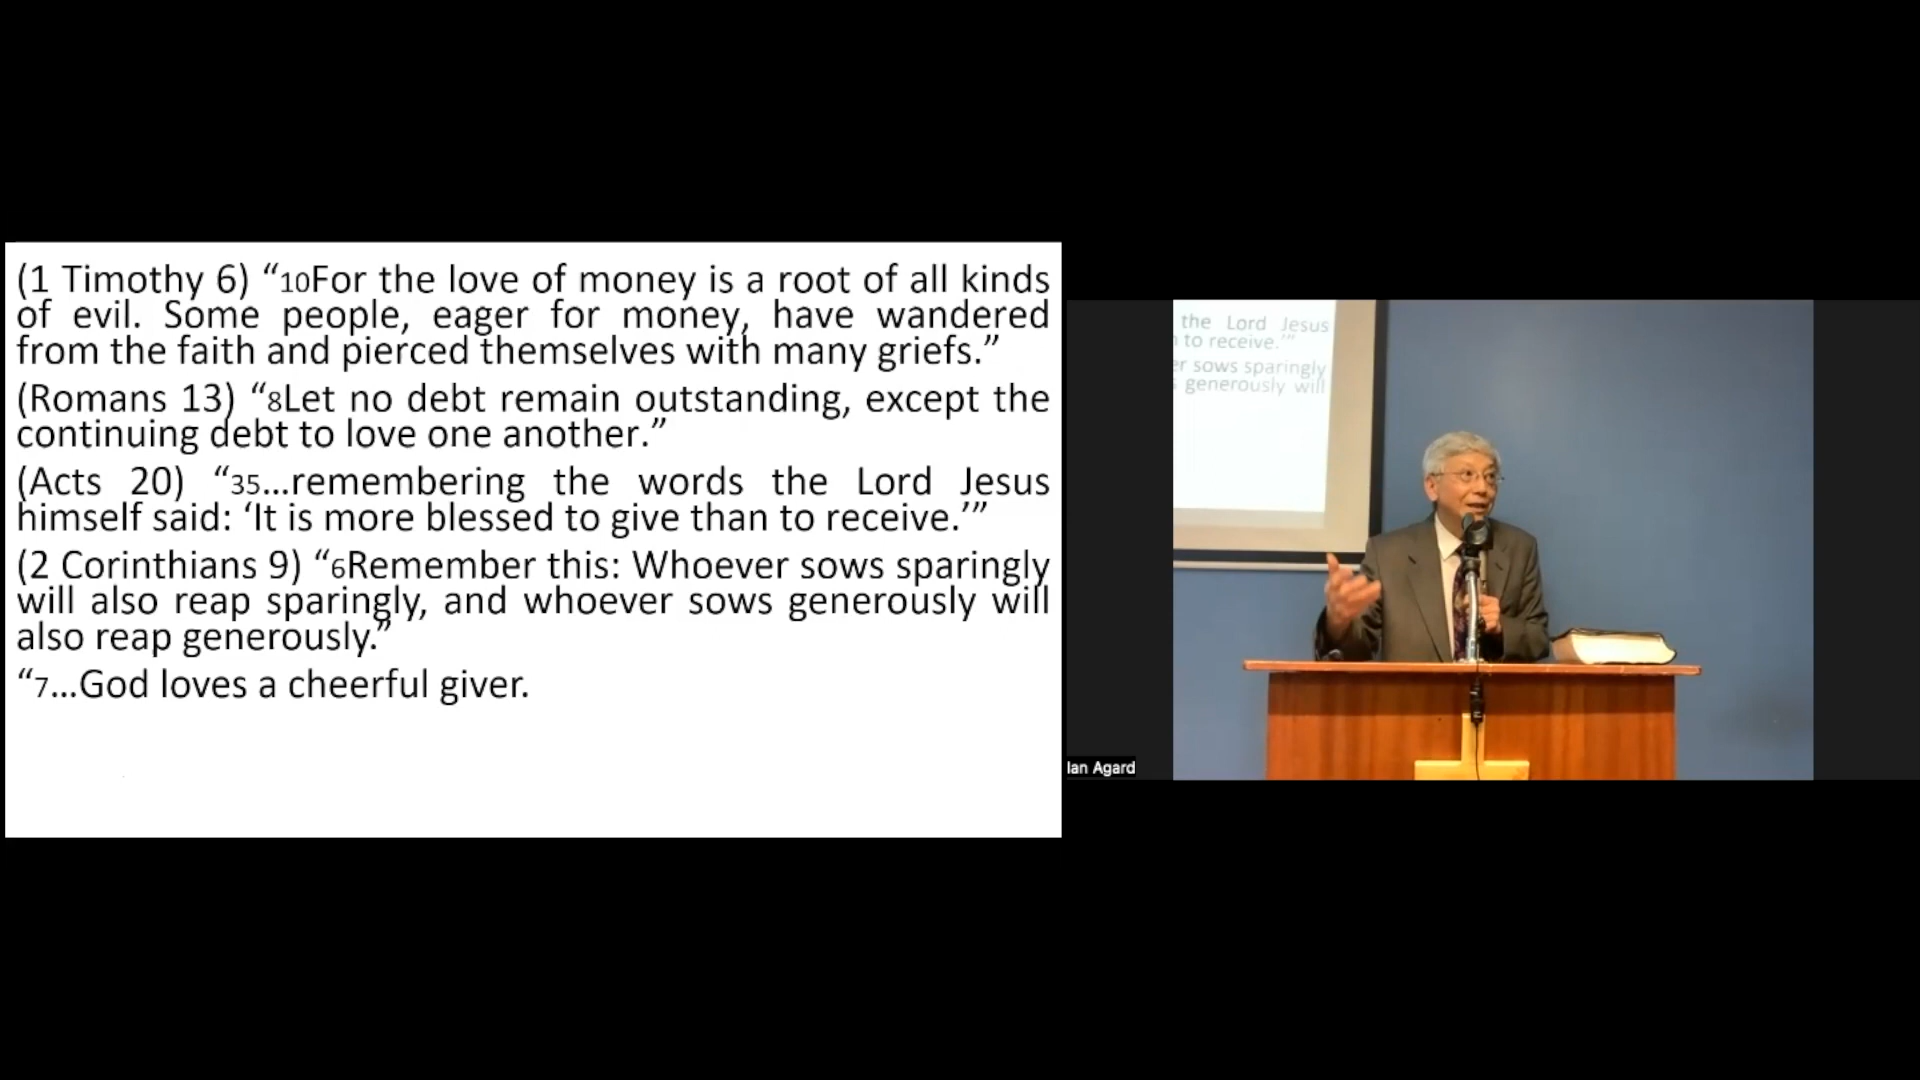 (1 Timothy 6) “10For the love of money is a root of all kinds
of evil. Some people, eager for money, have wandered
from the faith and pierced themselves with many griefs.”
(Romans 13) “8Let no debt remain outstanding, except the
continuing debt to love one another.”
(Acts 20) “35...remembering the words the Lord Jesus
himself said: ‘It is more blessed to give than to receive.’”
(2 Corinthians 9) “6Remember this: Whoever sows sparingly
will also reap sparingly, and whoever sows generously will
also reap generously.”
“7...God loves a cheerful giver.
the Lord Jesus
to receive.’”
er sows sparingly
generously will
Ian Agard